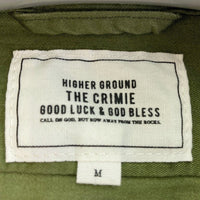 HIGHER GROUND
THE CRIMIE
GOOD LUCK & GOD BLESS
CALL ON GOD, BUT ROW AWAY FROM THE ROCKS.
M